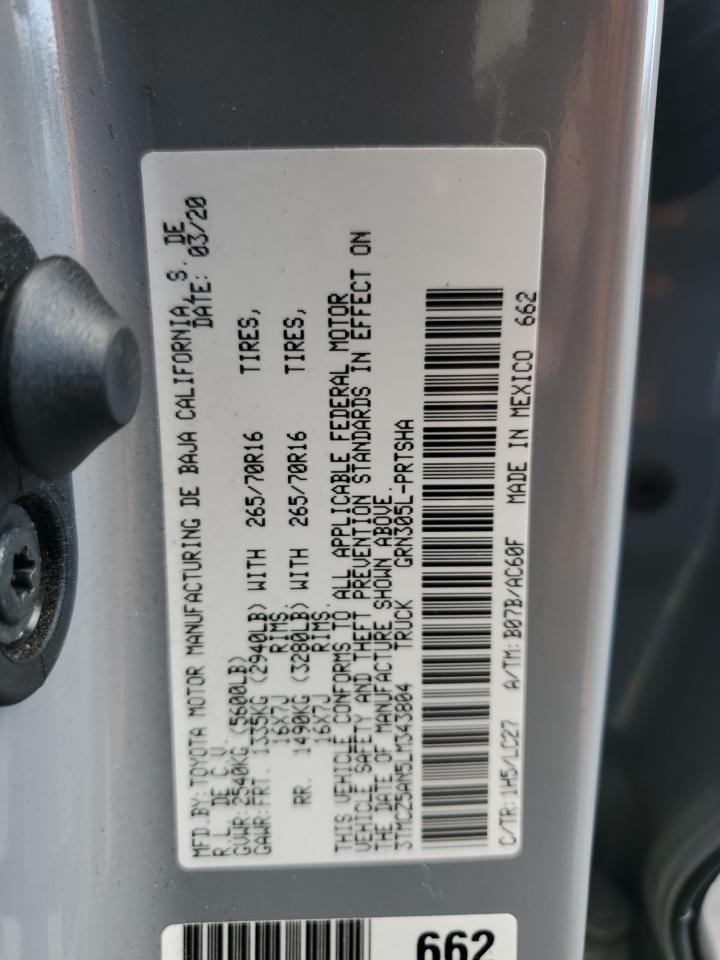 MFD.BY: TOYOTA MOTOR MANUFACTURING DE BAJA CALIFORNIA, S. DE
R.L. DE C.V. DATE: 03/20
GVWR: 2540KG (5600LB)
GAWR:FRT. 1335KG (2940LB) WITH 265/70R16 TIRES,
16X7J RIMS,
RR. 1490KG (3280LB) WITH 265/70R16 TIRES,
16X7J RIMS.
THIS VEHICLE CONFORMS TO ALL APPLICABLE FEDERAL MOTOR
VEHICLE SAFETY AND THEFT PREVENTION STANDARDS IN EFFECT ON
THE DATE OF MANUFACTURE SHOWN ABOVE.
3TMCZ5AN5LM343804 TRUCK GRN305L-PRTSHA
C/TR:1H5/LC27 A/TM:B07B/AC60F MADE IN MEXICO 662
662